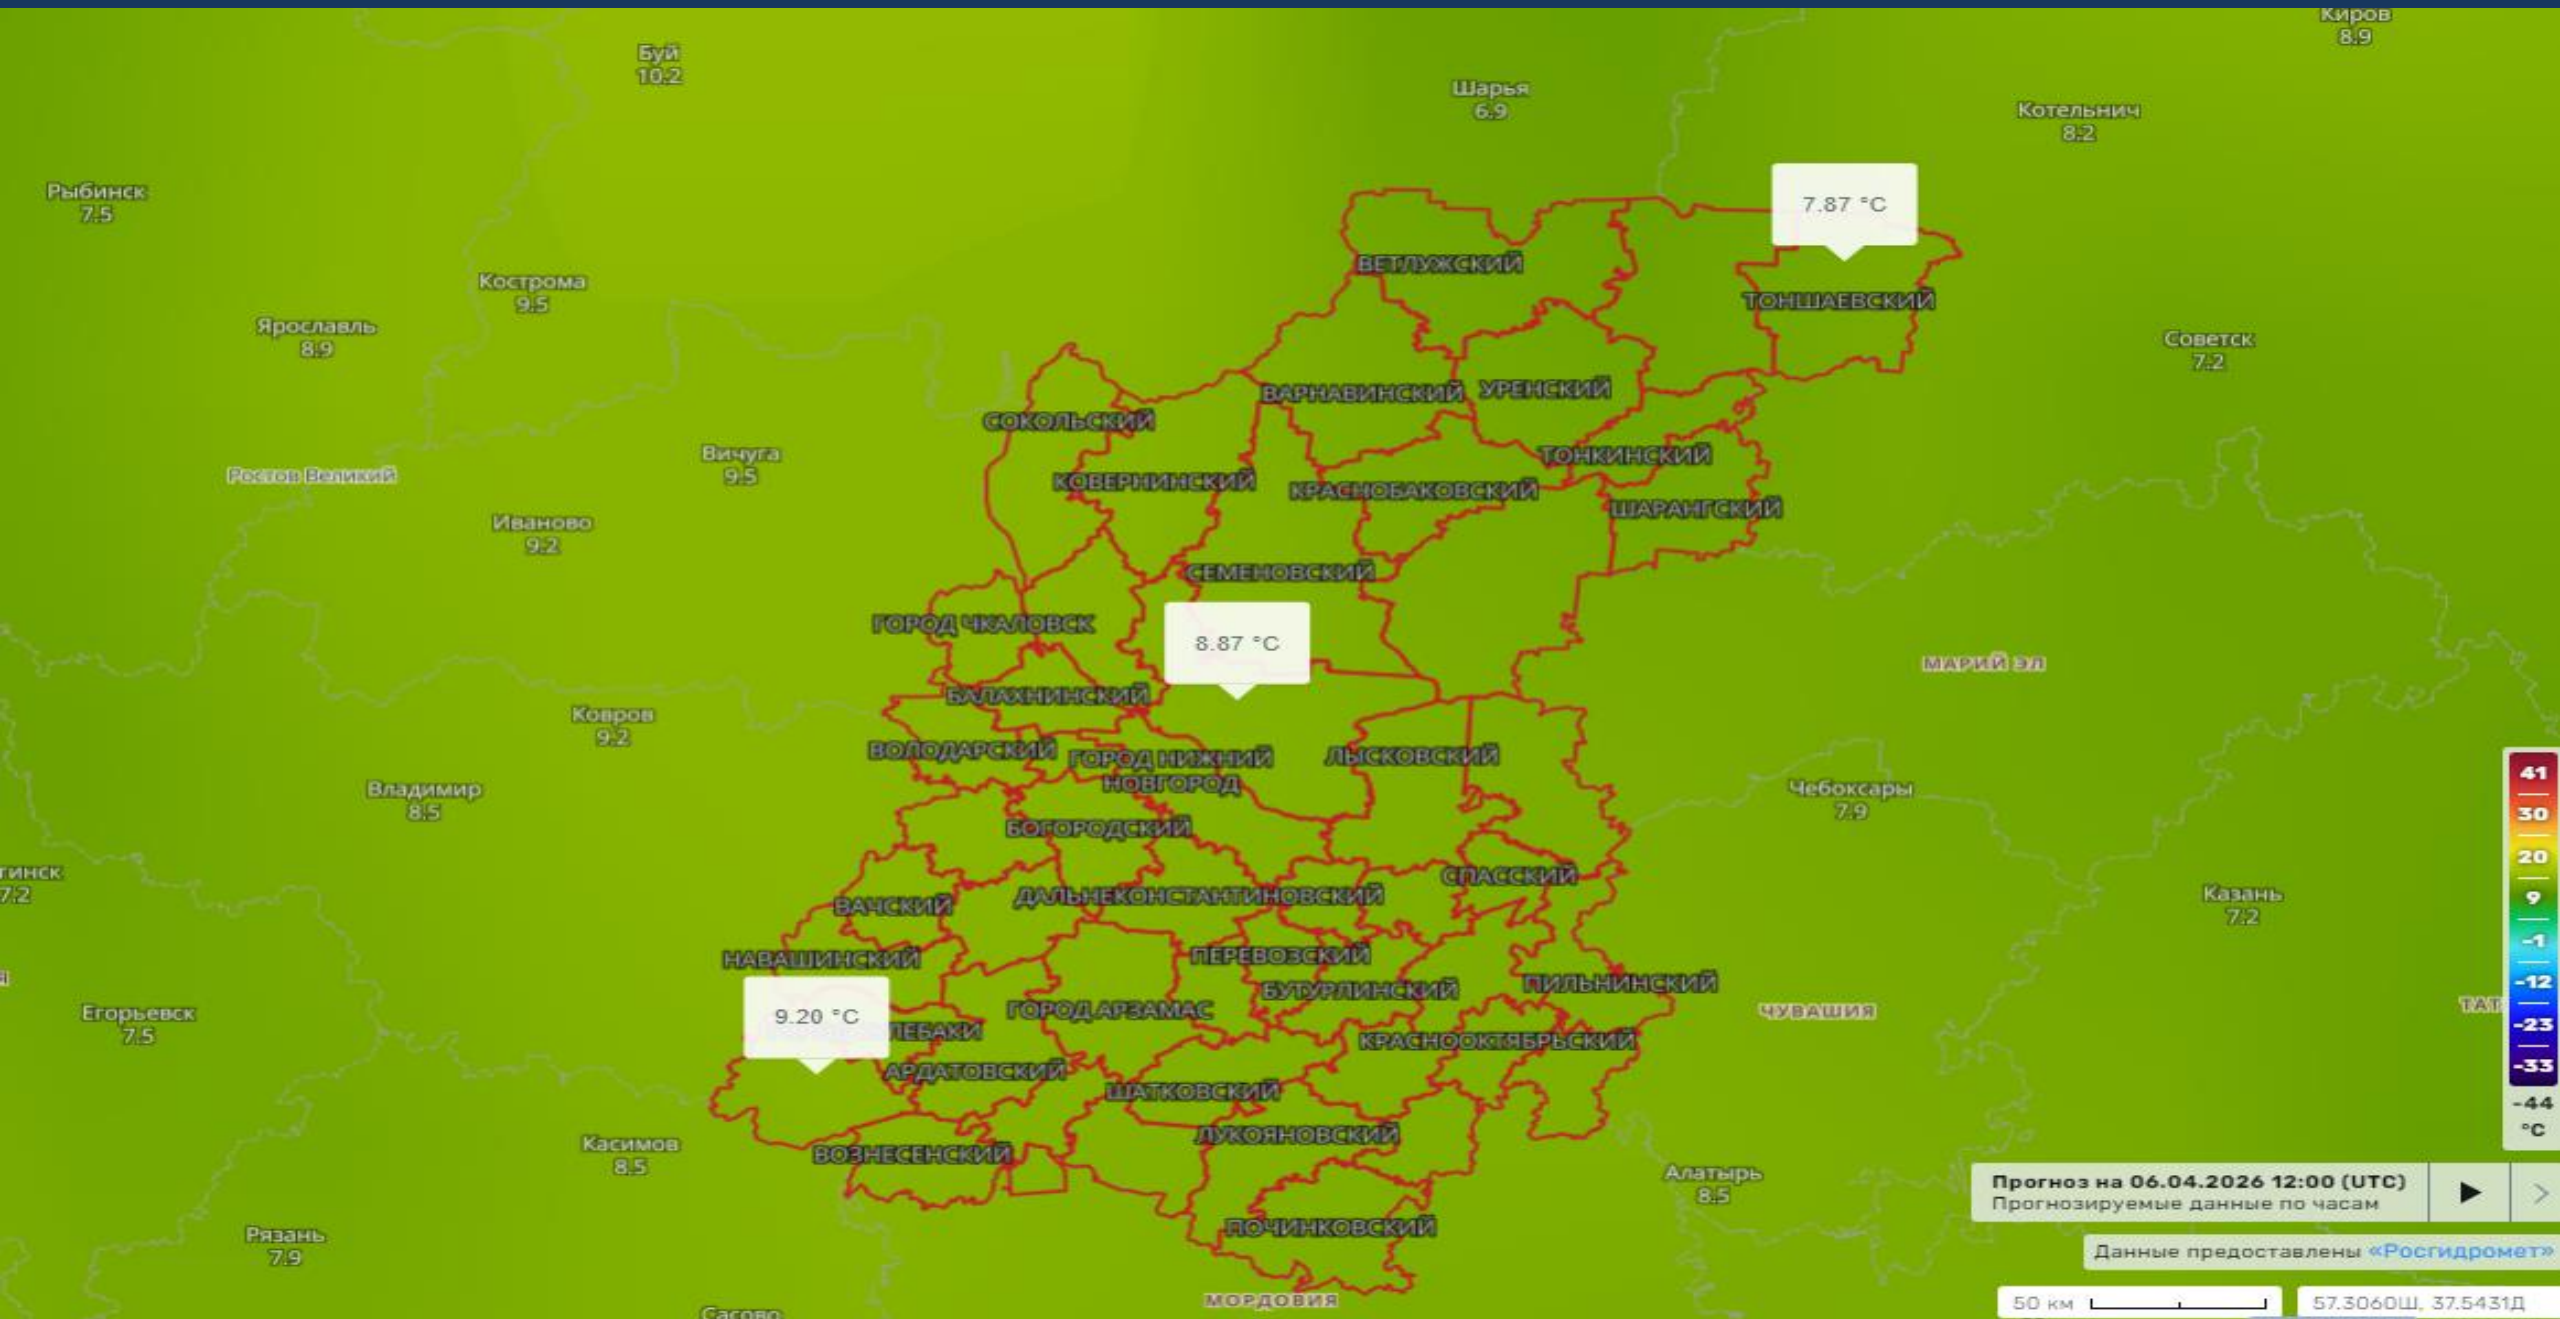 Киров
8.9
Буй
10.2
Шарья
6.9
Котельнич
8.2
Рыбинск
7.5
7.87 °C
ВЕТЛУЖСКИЙ
Кострома
9.5
ТОНШАЕВСКИЙ
Ярославль
8.9
Советск
7.2
ВАРНАВИНСКИЙ
УРЕНСКИЙ
СОКОЛЬСКИЙ
Вичуга
9.5
ТОНКИНСКИЙ
Ростов Великий
КОВЕРНИНСКИЙ
КРАСНОБАКОВСКИЙ
ШАРАНГСКИЙ
Иваново
9.2
СЕМЕНОВСКИЙ
ГОРОД ЧКАЛОВСК
8.87 °C
МАРИЙ ЭЛ
БАЛАХНИНСКИЙ
Ковров
9.2
ВОЛОДАРСКИЙ
ГОРОД НИЖНИЙ
НОВГОРОД
ЛЫСКОВСКИЙ
Владимир
8.5
Чебоксары
7.9
БОГОРОДСКИЙ
гинск
7.2
СПАССКИЙ
ДАЛЬНЕКОНСТАНТИНОВСКИЙ
ВАЧСКИЙ
Казань
7.2
НАВАШИНСКИЙ
ПЕРЕВОЗСКИЙ
БУТУРЛИНСКИЙ
ПИЛЬНИНСКИЙ
я
Егорьевск
7.5
9.20 °C
ЛЕБАКИ
ГОРОД АРЗАМАС
ЧУВАШИЯ
ТАТ
КРАСНООКТЯБРЬСКИЙ
АРДАТОВСКИЙ
ШАТКОВСКИЙ
Касимов
8.5
ЛУКОЯНОВСКИЙ
ВОЗНЕСЕНСКИЙ
Алатырь
8.5
Рязань
7.9
ПОЧИНКОВСКИЙ
МОРДОВИЯ
Сасово
41
30
20
9
-1
-12
-23
-33
-44
°C
Прогноз на 06.04.2026 12:00 (UTC)
Прогнозируемые данные по часам
Данные предоставлены «Росгидромет»
50 км
57.3060Ш, 37.5431Д